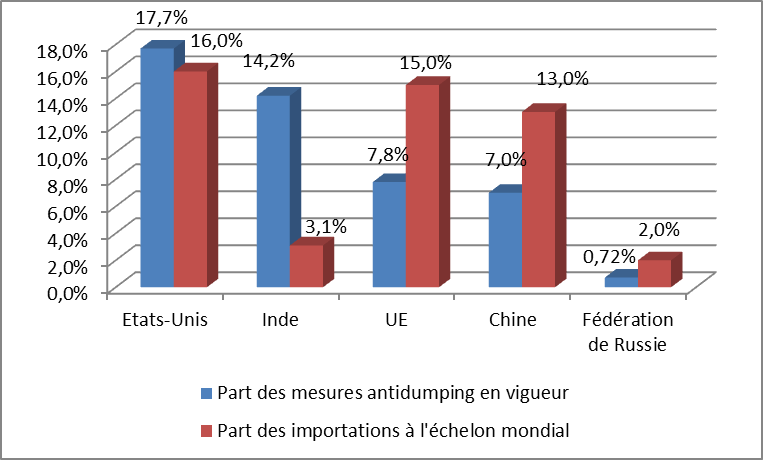 17,7%
16,0%
14,2%
3,1%
7,8%
15,0%
7,0%
13,0%
0,72%
2,0%
18,0%
16,0%
14,0%
12,0%
10,0%
8,0%
6,0%
4,0%
2,0%
0,0%
Etats-Unis
Inde
UE
Chine
Fédération
de Russie
Part des mesures antidumping en vigueur
Part des importations à l'échelon mondial